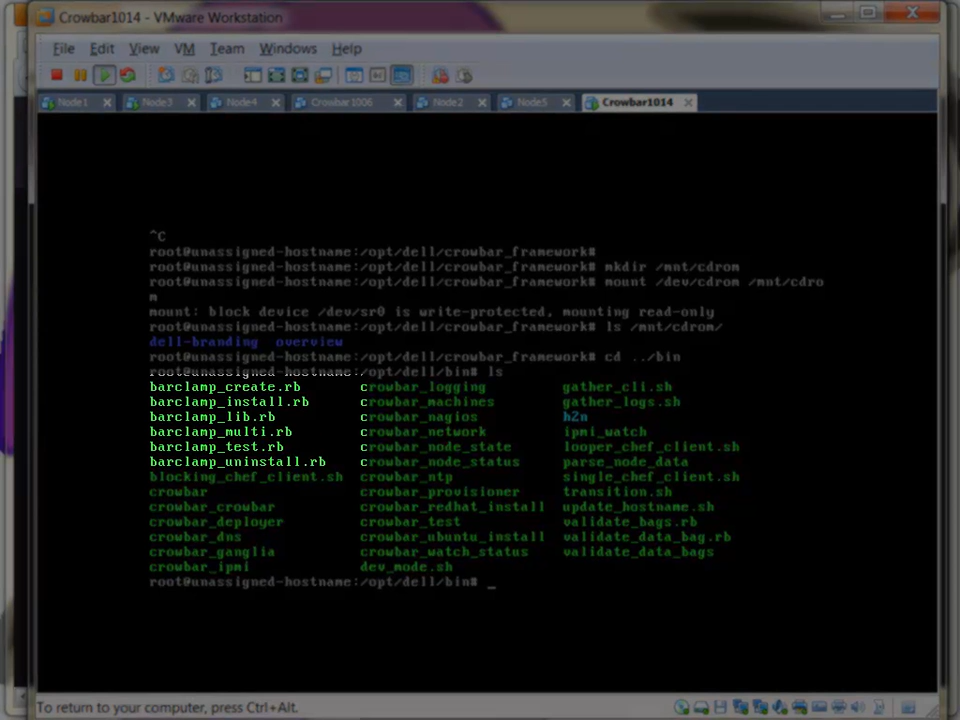 Crowbar1014 - VMware Workstation
File Edit View VM Team Windows Help
Node1 Node3 Node4 Crowbar1006 Node2 Node5 Crowbar1014
^C
root@unassigned-hostname:/opt/dell/crowbar_framework#
root@unassigned-hostname:/opt/dell/crowbar_framework# mkdir /mnt/cdrom
root@unassigned-hostname:/opt/dell/crowbar_framework# mount /dev/cdrom /mnt/cdro
m
mount: block device /dev/sr0 is write-protected, mounting read-only
root@unassigned-hostname:/opt/dell/crowbar_framework# ls /mnt/cdrom/
dell-branding overview
root@unassigned-hostname:/opt/dell/crowbar_framework# cd ../bin
root@unassigned-hostname:/opt/dell/bin# ls
barclamp_create.rb crowbar_logging gather_cli.sh
barclamp_install.rb crowbar_machines gather_logs.sh
barclamp_lib.rb crowbar_nagios h2n
barclamp_multi.rb crowbar_network ipmi_watch
barclamp_test.rb crowbar_node_state looper_chef_client.sh
barclamp_uninstall.rb crowbar_node_status parse_node_data
blocking_chef_client.sh crowbar_ntp single_chef_client.sh
crowbar crowbar_provisioner transition.sh
crowbar_crowbar crowbar_redhat_install update_hostname.sh
crowbar_deployer crowbar_test validate_bags.rb
crowbar_dns crowbar_ubuntu_install validate_data_bag.rb
crowbar_ganglia crowbar_watch_status validate_data_bags
crowbar_ipmi dev_mode.sh
root@unassigned-hostname:/opt/dell/bin# _
To return to your computer, press Ctrl+Alt.